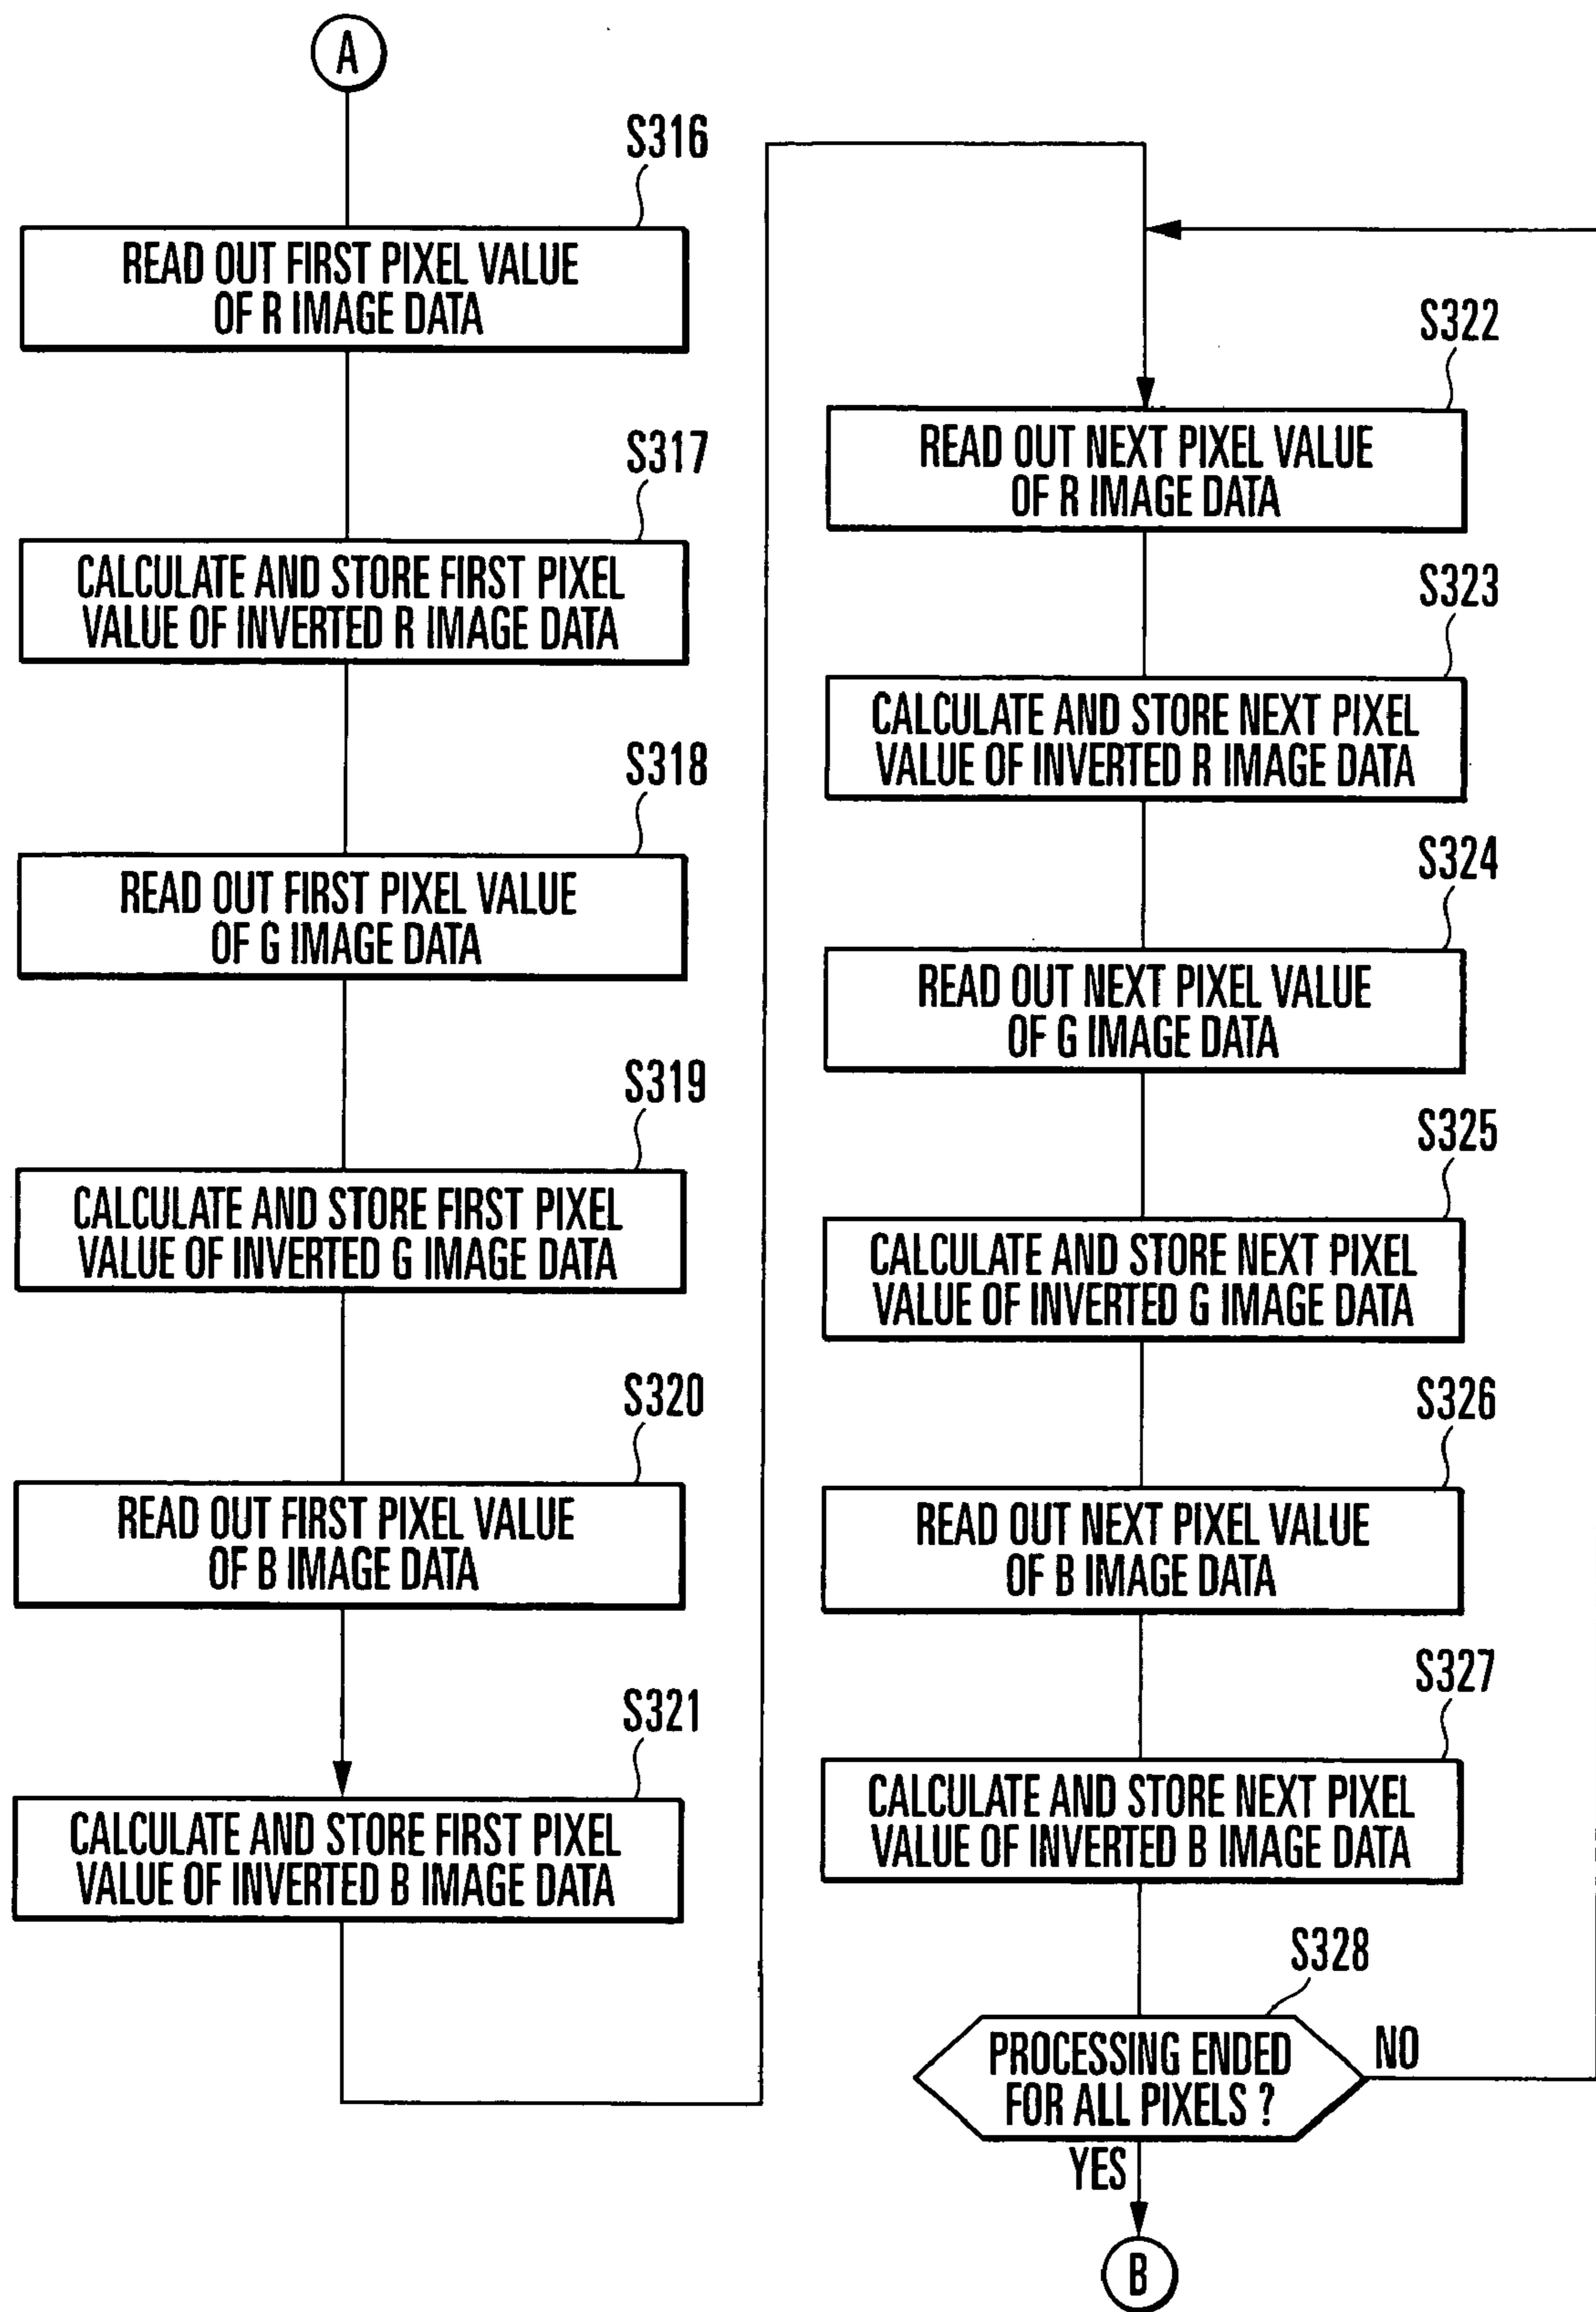 A
S316
READ OUT FIRST PIXEL VALUE
OF R IMAGE DATA
S317
CALCULATE AND STORE FIRST PIXEL
VALUE OF INVERTED R IMAGE DATA
S318
READ OUT FIRST PIXEL VALUE
OF G IMAGE DATA
S319
CALCULATE AND STORE FIRST PIXEL
VALUE OF INVERTED G IMAGE DATA
S320
READ OUT FIRST PIXEL VALUE
OF B IMAGE DATA
S321
CALCULATE AND STORE FIRST PIXEL
VALUE OF INVERTED B IMAGE DATA
S322
READ OUT NEXT PIXEL VALUE
OF R IMAGE DATA
S323
CALCULATE AND STORE NEXT PIXEL
VALUE OF INVERTED R IMAGE DATA
S324
READ OUT NEXT PIXEL VALUE
OF G IMAGE DATA
S325
CALCULATE AND STORE NEXT PIXEL
VALUE OF INVERTED G IMAGE DATA
S326
READ OUT NEXT PIXEL VALUE
OF B IMAGE DATA
S327
CALCULATE AND STORE NEXT PIXEL
VALUE OF INVERTED B IMAGE DATA
S328
PROCESSING ENDED
FOR ALL PIXELS ?
NO
YES
B